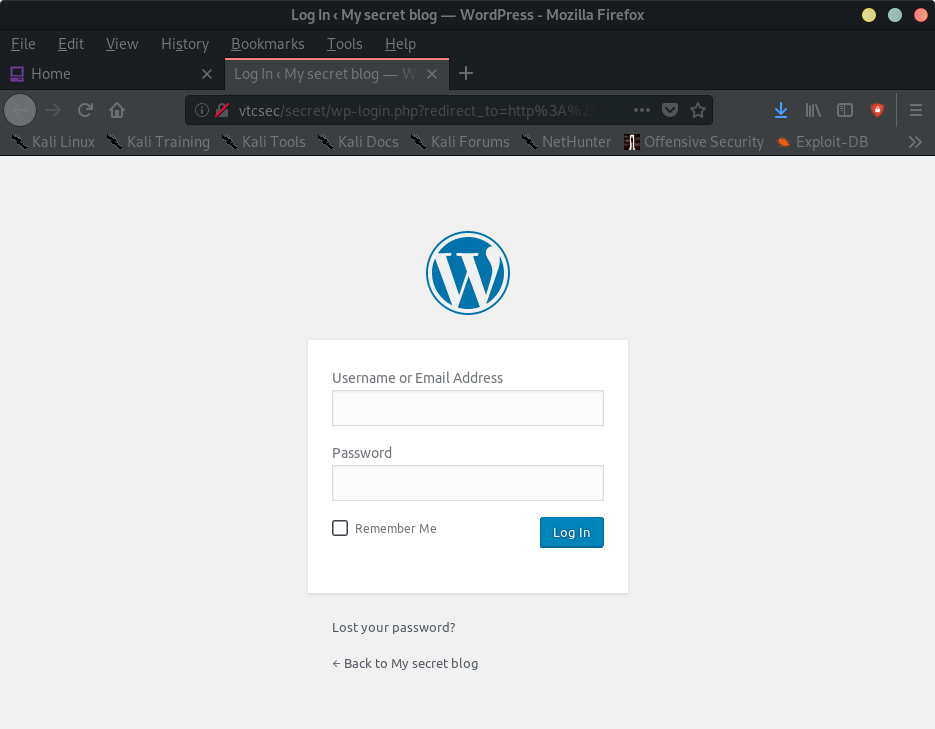 Log In ‹ My secret blog — WordPress - Mozilla Firefox
File Edit View History Bookmarks Tools Help
Home Log In ‹ My secret blog — W
vtcsec/secret/wp-login.php?redirect_to=http%3A%2F
Kali Linux Kali Training Kali Tools Kali Docs Kali Forums NetHunter Offensive Security Exploit-DB
Username or Email Address
Password
Remember Me Log In
Lost your password?
← Back to My secret blog